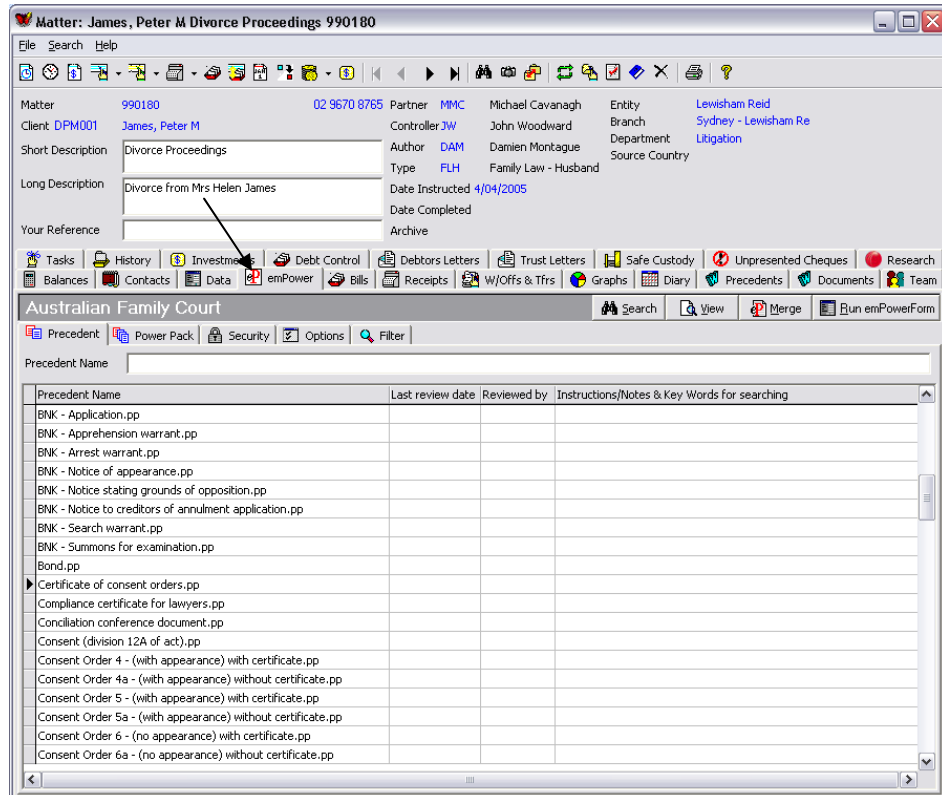 Matter: James, Peter M Divorce Proceedings 990180
File Search Help
Matter 990180 02 9670 8765 Partner MMC Michael Cavanagh Entity Lewisham Reid
Client DPM001 James, Peter M Controller JW John Woodward Branch Sydney - Lewisham Re
Short Description Divorce Proceedings Author DAM Damien Montague Department Litigation
Type FLH Family Law - Husband Source Country
Long Description Divorce from Mrs Helen James Date Instructed 4/04/2005
Date Completed
Your Reference Archive
Tasks History Investments Debt Control Debtors Letters Trust Letters Safe Custody Unpresented Cheques Research
Balances Contacts Data emPower Bills Receipts W/Offs & Tfrs Graphs Diary Precedents Documents Team
Australian Family Court Search View Merge Run emPowerForm
Precedent Power Pack Security Options Filter
Precedent Name
Precedent Name Last review date Reviewed by Instructions/Notes & Key Words for searching
BNK - Application.pp
BNK - Apprehension warrant.pp
BNK - Arrest warrant.pp
BNK - Notice of appearance.pp
BNK - Notice stating grounds of opposition.pp
BNK - Notice to creditors of annulment application.pp
BNK - Search warrant.pp
BNK - Summons for examination.pp
Bond.pp
Certificate of consent orders.pp
Compliance certificate for lawyers.pp
Conciliation conference document.pp
Consent (division 12A of act).pp
Consent Order 4 - (with appearance) with certificate.pp
Consent Order 4a - (with appearance) without certificate.pp
Consent Order 5 - (with appearance) with certificate.pp
Consent Order 5a - (with appearance) without certificate.pp
Consent Order 6 - (no appearance) with certificate.pp
Consent Order 6a - (no appearance) without certificate.pp